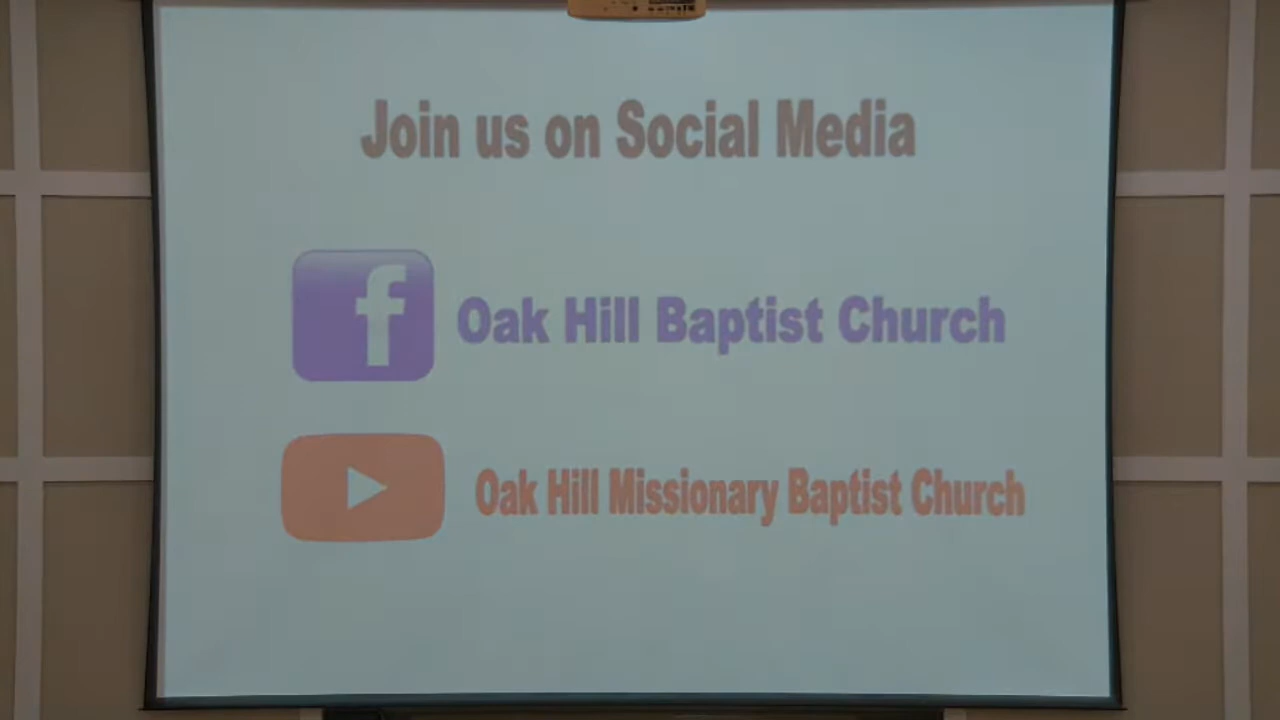 Join us on Social Media
f
Oak Hill Baptist Church
Oak Hill Missionary Baptist Church